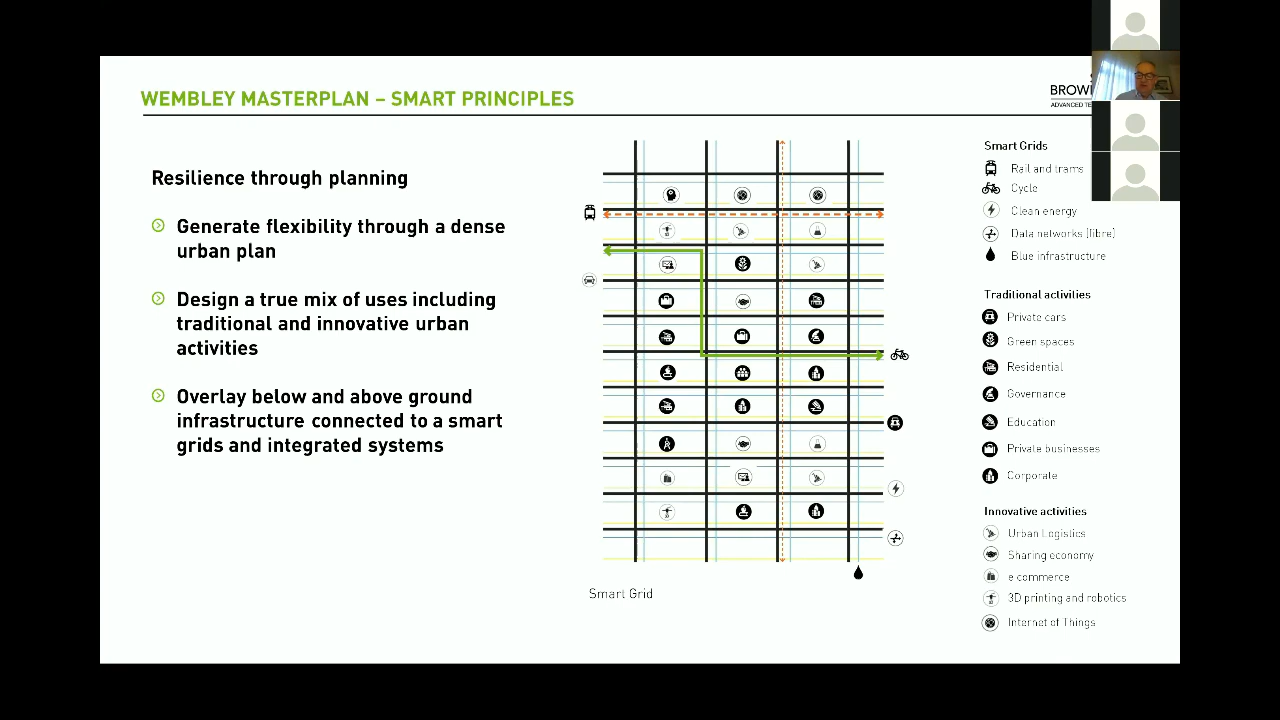 WEMBLEY MASTERPLAN – SMART PRINCIPLES
Resilience through planning
Generate flexibility through a dense
urban plan
Design a true mix of uses including
traditional and innovative urban
activities
Overlay below and above ground
infrastructure connected to a smart
grids and integrated systems
Smart Grid
Smart Grids
Rail and trams
Cycle
Clean energy
Data networks (fibre)
Blue infrastructure
Traditional activities
Private cars
Green spaces
Residential
Governance
Education
Private businesses
Corporate
Innovative activities
Urban Logistics
Sharing economy
e commerce
3D printing and robotics
Internet of Things
ADVANCED